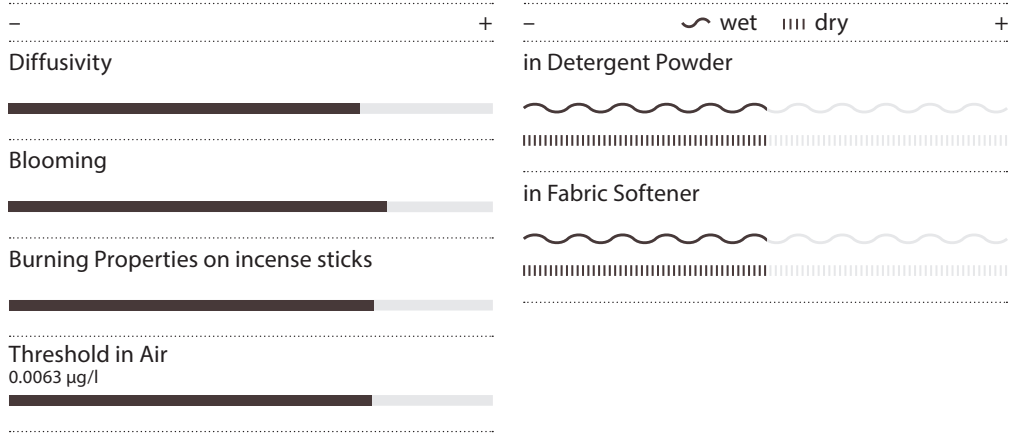 – +
Diffusivity
Blooming
Burning Properties on incense sticks
Threshold in Air
0.0063 µg/l
– wet dry +
in Detergent Powder
in Fabric Softener